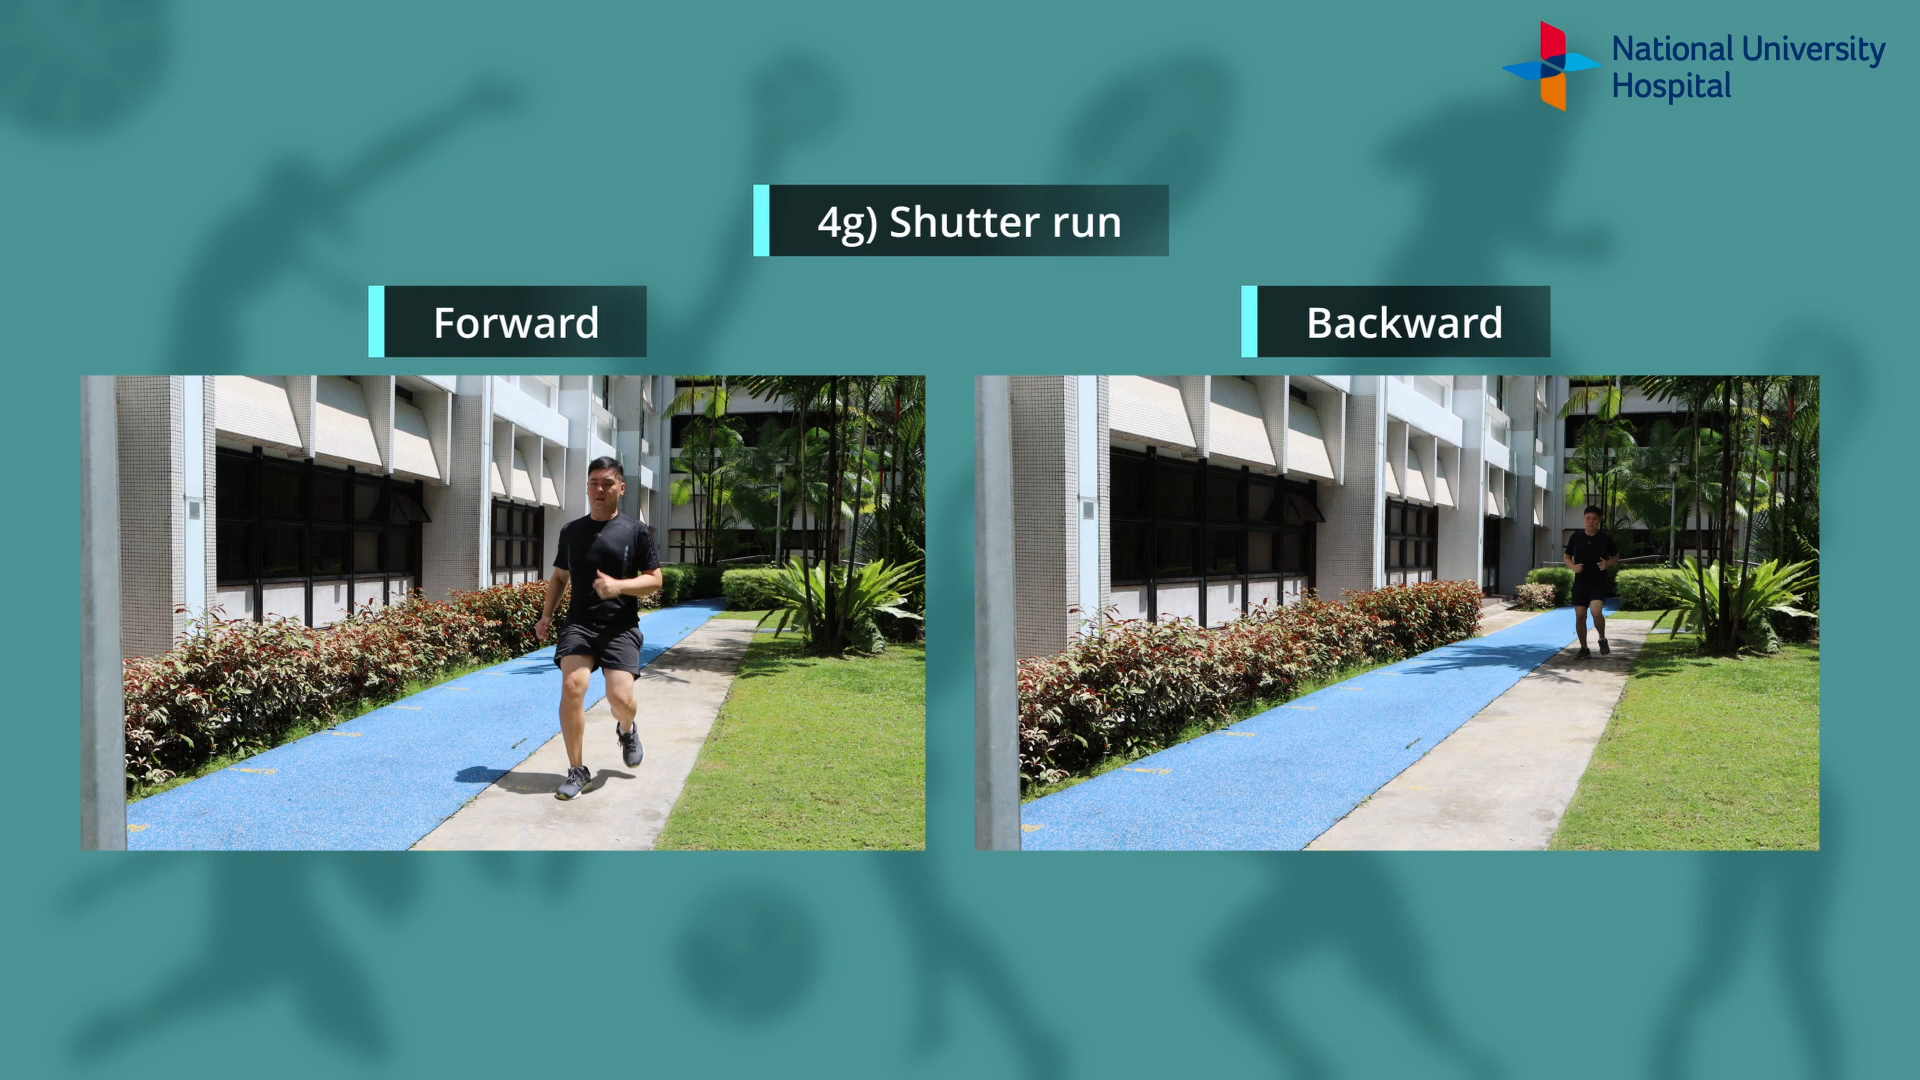 National University
Hospital
4g) Shutter run
Forward
Backward